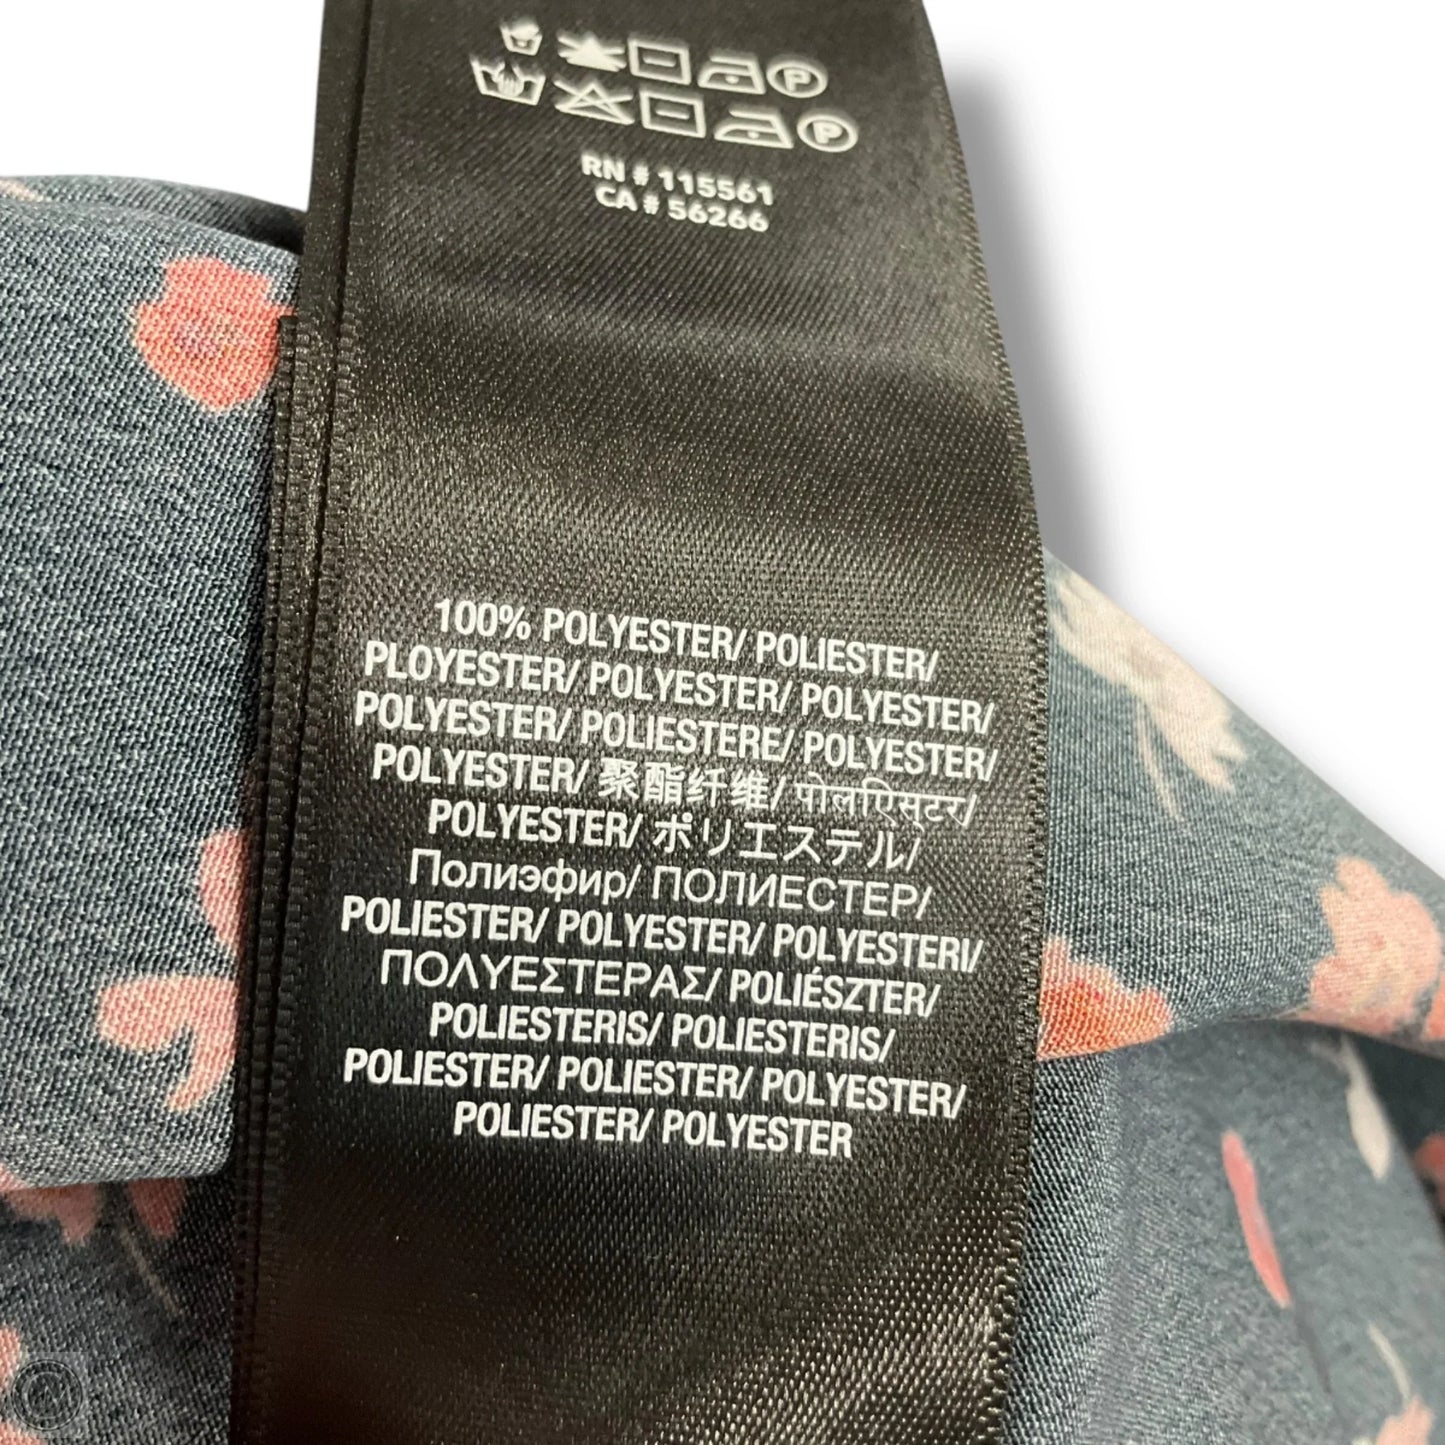 RN # 115561
CA # 56266
100% POLYESTER/ POLIESTER/
PLOYESTER/ POLYESTER/ POLYESTER/
POLYESTER/ POLIESTERE/ POLYESTER/
POLYESTER/ 聚酯纤维/ पोलिएस्टर/
POLYESTER/ ポリエステル/
Полиэфир/ ПОЛИЕСТЕР/
POLIESTER/ POLYESTER/ POLYESTERI/
ΠΟΛΥΕΣΤΕΡΑΣ/ POLIÉSZTER/
POLIESTERIS/ POLIESTERIS/
POLIESTER/ POLIESTER/ POLYESTER/
POLIESTER/ POLYESTER